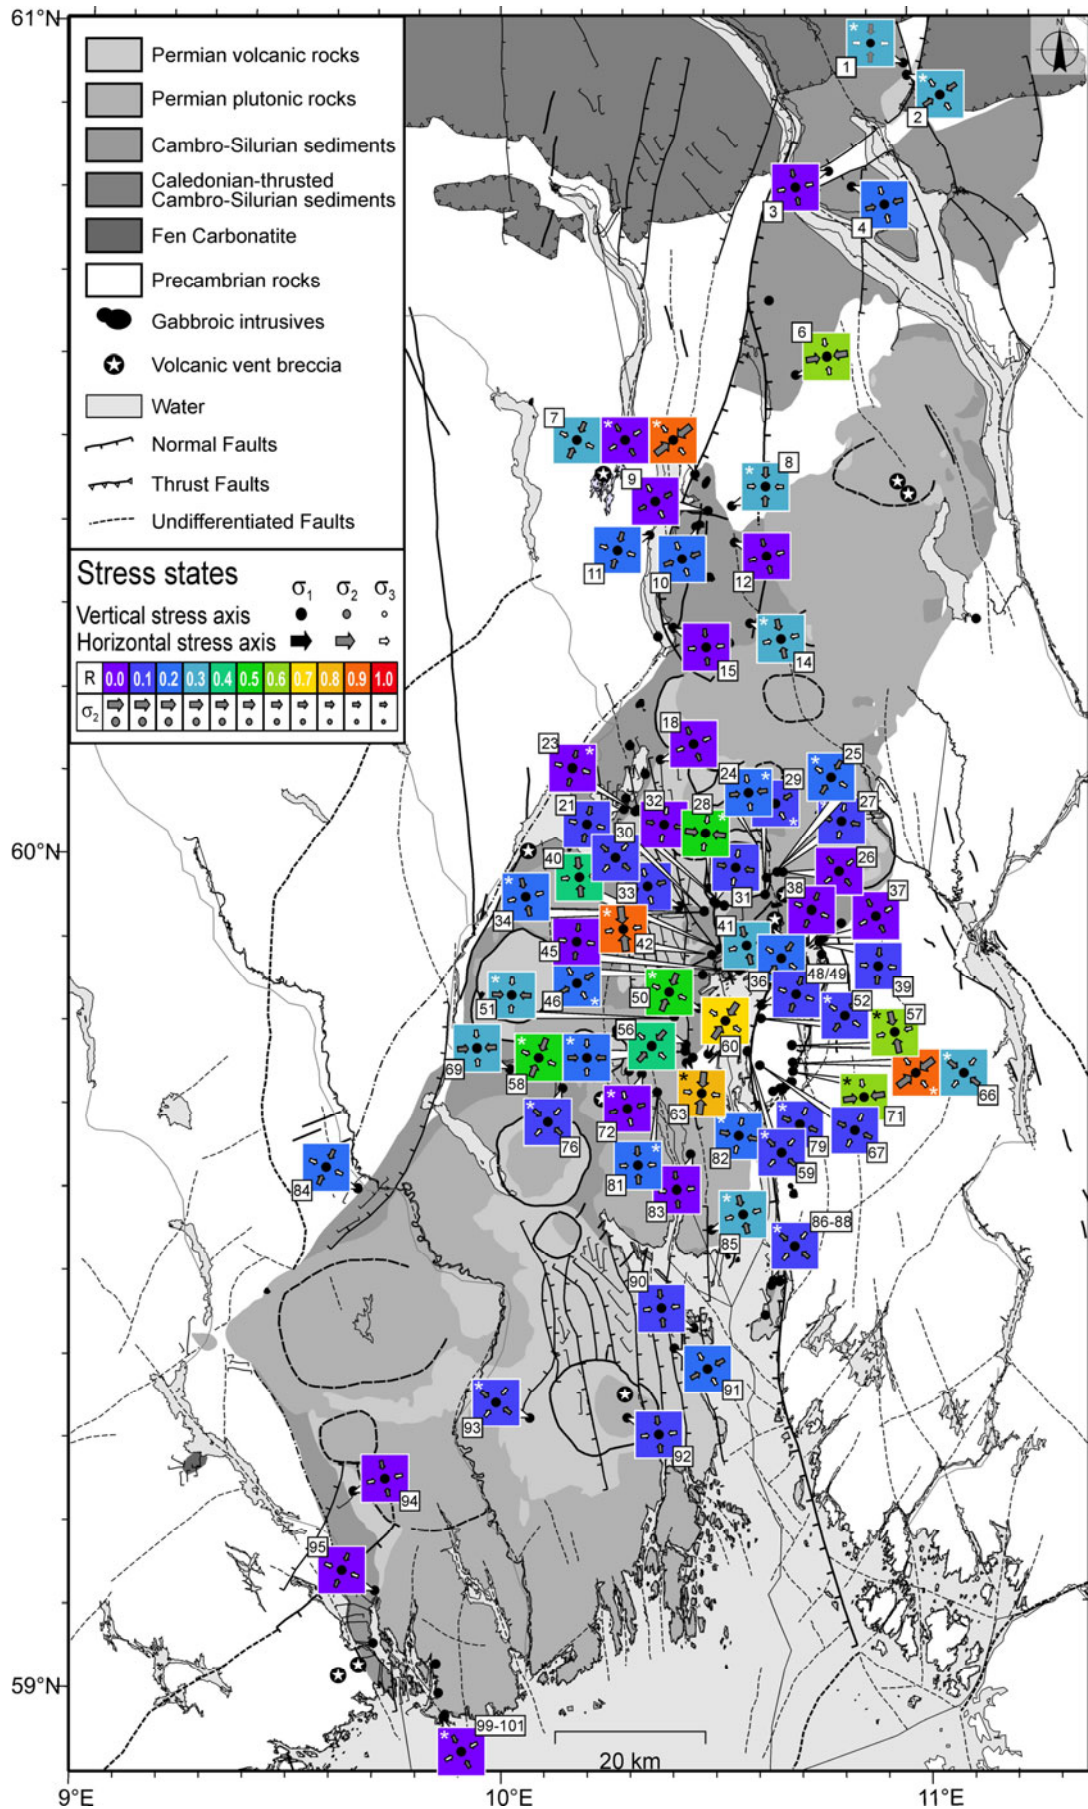 61°N
60°N
59°N
9°E
10°E
11°E
N
Permian volcanic rocks
Permian plutonic rocks
Cambro-Silurian sediments
Caledonian-thrusted
Cambro-Silurian sediments
Fen Carbonatite
Precambrian rocks
Gabbroic intrusives
Volcanic vent breccia
Water
Normal Faults
Thrust Faults
Undifferentiated Faults
Stress states σ1 σ2 σ3
Vertical stress axis
Horizontal stress axis
R 0.0 0.1 0.2 0.3 0.4 0.5 0.6 0.7 0.8 0.9 1.0
σ2
1
2
3
4
6
7
8
9
11
10
12
14
15
18
23
24
25
29
21
32
28
27
30
40
26
33
31
38
37
34
41
42
45
36
48/49
39
46
50
51
52
57
56
60
69
58
66
63
71
72
76
82
79
67
59
84
81
83
85
86-88
90
91
93
92
94
95
99-101
20 km